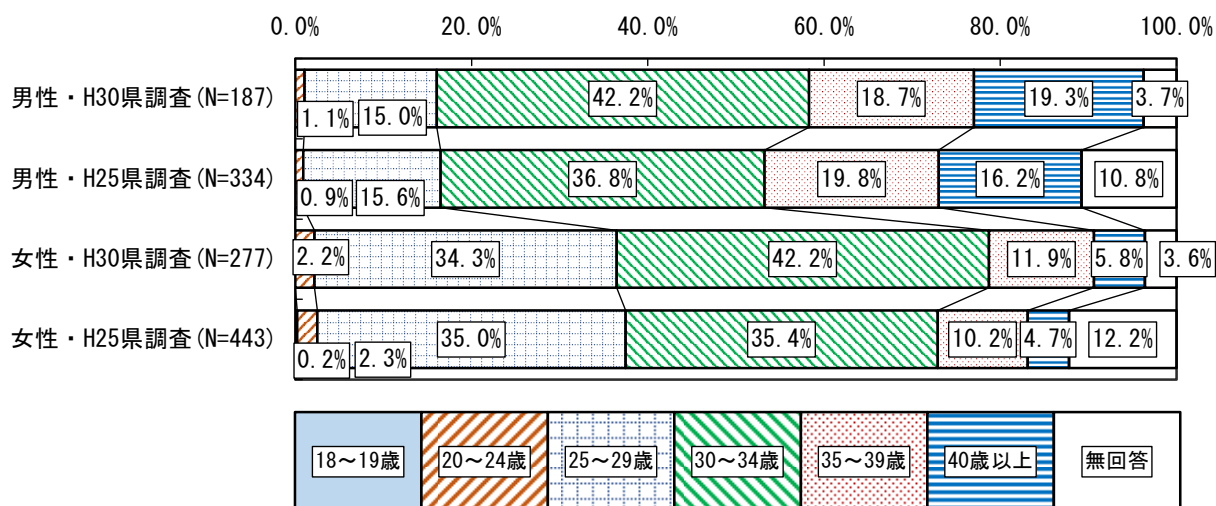 0.0% 20.0% 40.0% 60.0% 80.0% 100.0%
男性・H30県調査(N=187) 1.1% 15.0% 42.2% 18.7% 19.3% 3.7%
男性・H25県調査(N=334) 0.9% 15.6% 36.8% 19.8% 16.2% 10.8%
女性・H30県調査(N=277) 2.2% 34.3% 42.2% 11.9% 5.8% 3.6%
女性・H25県調査(N=443) 0.2% 2.3% 35.0% 35.4% 10.2% 4.7% 12.2%
18～19歳 20～24歳 25～29歳 30～34歳 35～39歳 40歳以上 無回答